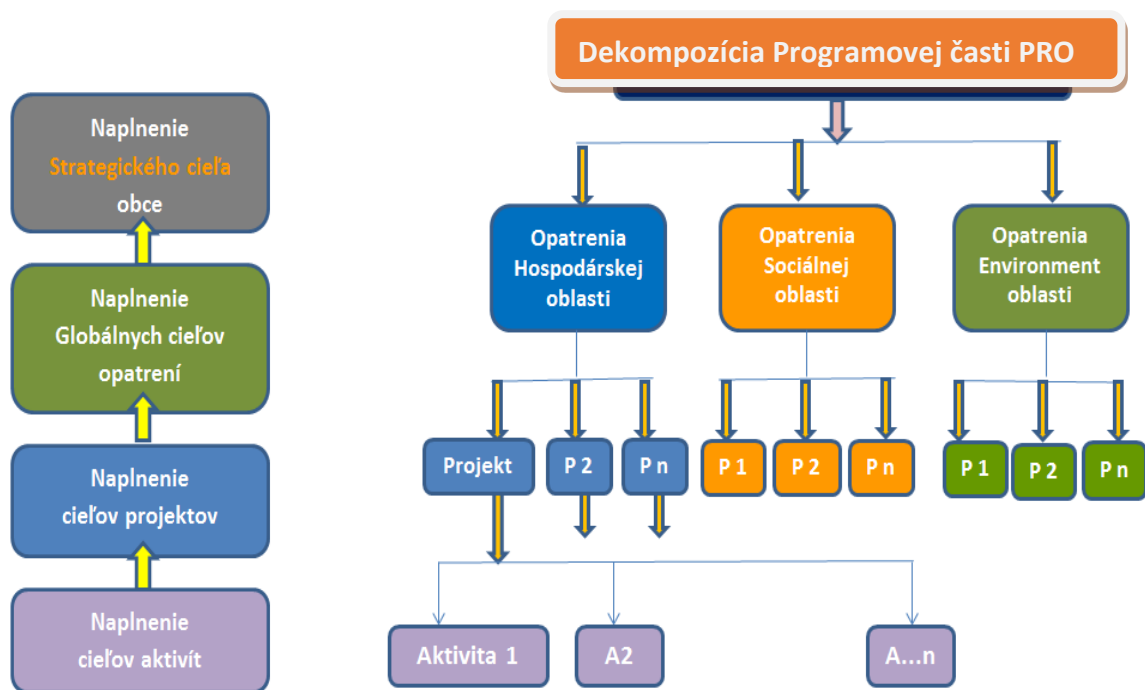 Dekompozícia Programovej časti PRO
Naplnenie
Strategického cieľa
obce
Naplnenie
Globálnych cieľov
opatrení
Naplnenie
cieľov projektov
Naplnenie
cieľov aktivít
Opatrenia
Hospodárskej
oblasti
Opatrenia
Sociálnej
oblasti
Opatrenia
Environment
oblasti
Projekt
P 2
P n
P 1
P 2
P n
P 1
P 2
P n
Aktivita 1
A2
A...n